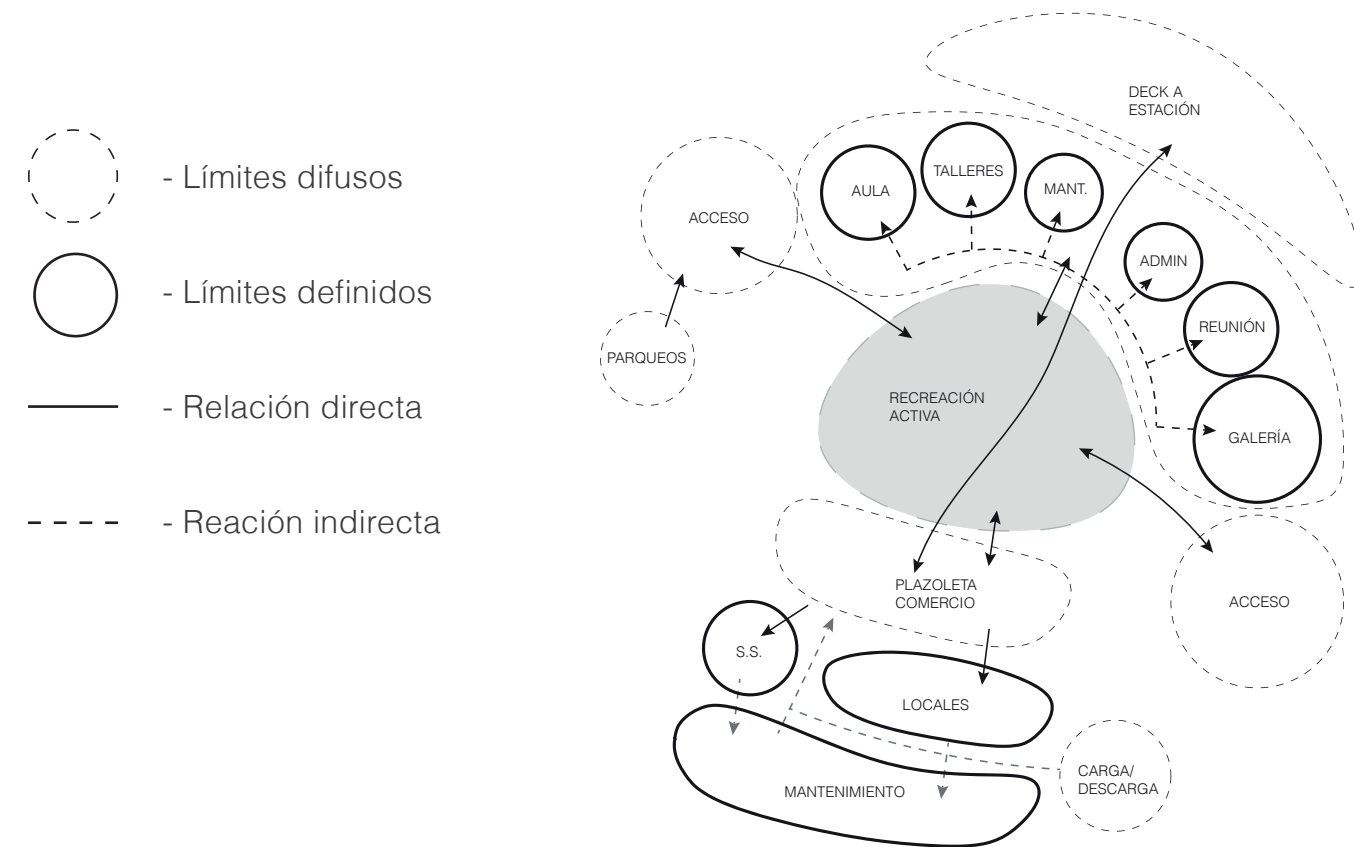 - Límites difusos
- Límites definidos
- Relación directa
- Reación indirecta
DECK A
ESTACIÓN
AULA
TALLERES
MANT.
ACCESO
ADMIN
REUNIÓN
PARQUEOS
RECREACIÓN
ACTIVA
GALERÍA
PLAZOLETA
COMERCIO
ACCESO
S.S.
LOCALES
CARGA/
DESCARGA
MANTENIMIENTO